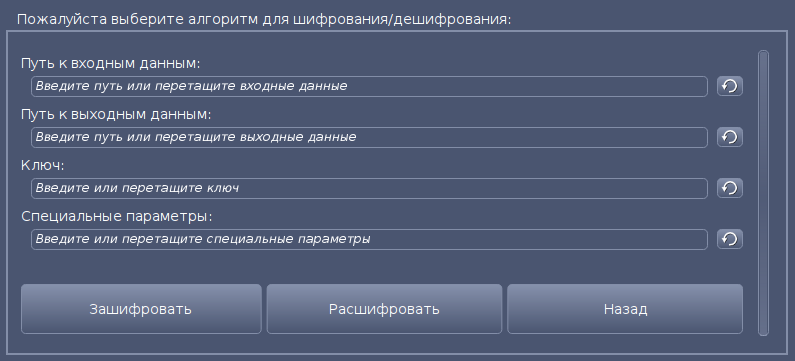 Пожалуйста выберите алгоритм для шифрования/дешифрования:
Путь к входным данным:
Введите путь или перетащите входные данные
Путь к выходным данным:
Введите путь или перетащите выходные данные
Ключ:
Введите или перетащите ключ
Специальные параметры:
Введите или перетащите специальные параметры
Зашифровать Расшифровать Назад